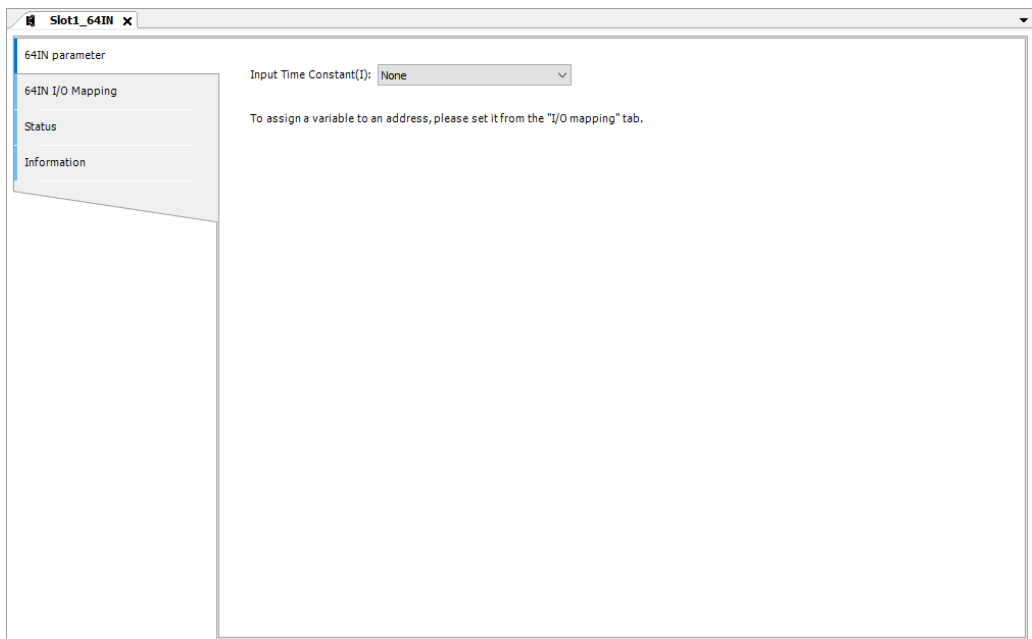 Slot1_64IN
64IN parameter
64IN I/O Mapping
Status
Information
Input Time Constant(I): None
To assign a variable to an address, please set it from the "I/O mapping" tab.